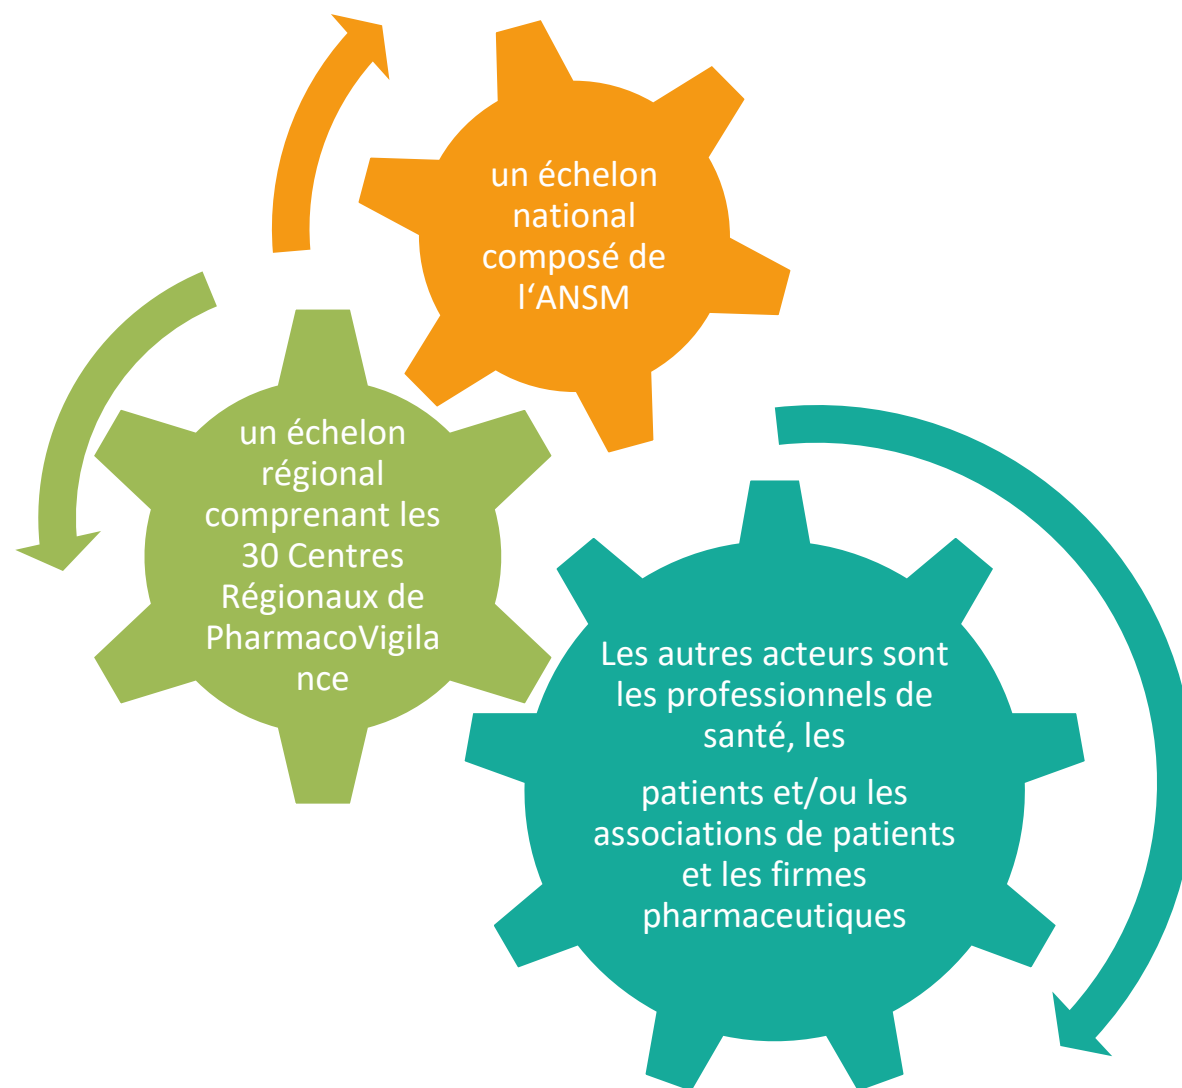 un échelon
national
composé de
l‘ANSM
un échelon
régional
comprenant les
30 Centres
Régionaux de
PharmacoVigila
nce
Les autres acteurs sont
les professionnels de
santé, les
patients et/ou les
associations de patients
et les firmes
pharmaceutiques